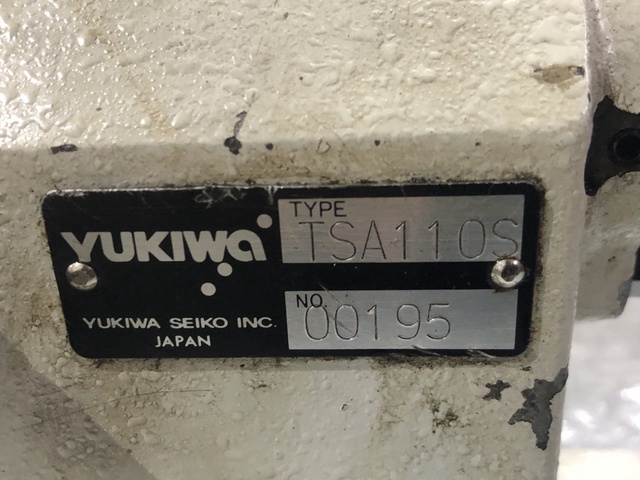 YUKIWA
TYPE
TSA110S
NO.
00195
YUKIWA SEIKO INC.
JAPAN